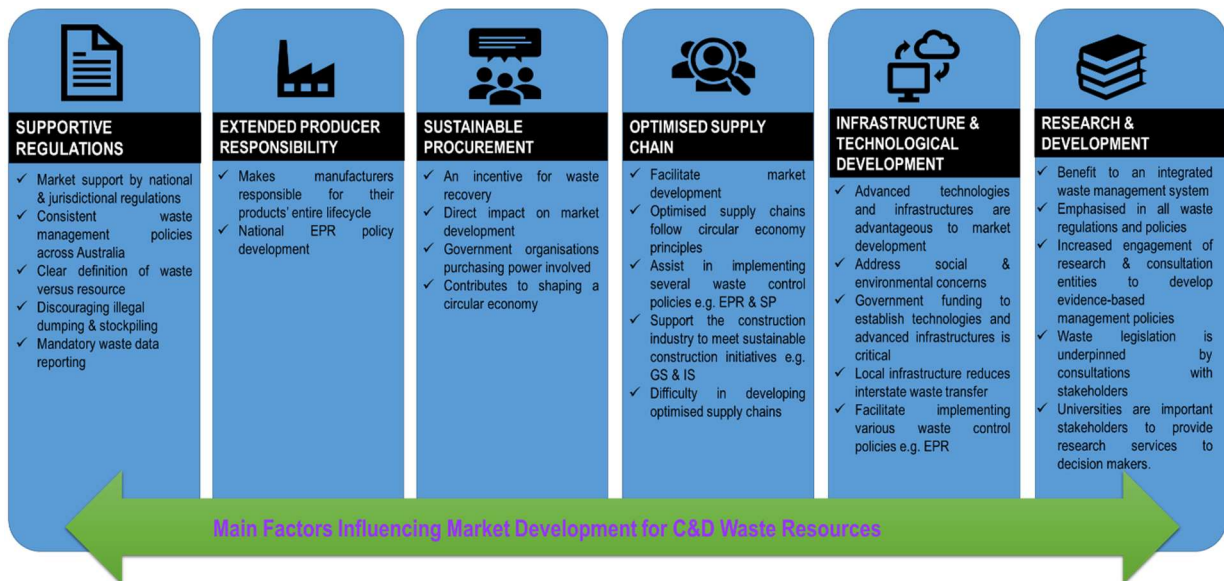 SUPPORTIVE
REGULATIONS
✓ Market support by national
& jurisdictional regulations
✓ Consistent waste
management policies
across Australia
✓ Clear definition of waste
versus resource
✓ Discouraging illegal
dumping & stockpiling
✓ Mandatory waste data
reporting
EXTENDED PRODUCER
RESPONSIBILITY
✓ Makes manufacturers
responsible for their
products' entire lifecycle
✓ National EPR policy
development
SUSTAINABLE
PROCUREMENT
✓ An incentive for waste
recovery
✓ Direct impact on market
development
✓ Government organisations
purchasing power involved
✓ Contributes to shaping a
circular economy
OPTIMISED SUPPLY
CHAIN
✓ Facilitate market
development
✓ Optimised supply chains
follow circular economy
principles
✓ Assist in implementing
several waste control
policies e.g. EPR & SP
✓ Support the construction
industry to meet sustainable
construction initiatives e.g.
GS & IS
✓ Difficulty in developing
optimised supply chains
INFRASTRUCTURE &
TECHNOLOGICAL
DEVELOPMENT
✓ Advanced technologies
and infrastructures are
advantageous to market
development
✓ Address social &
environmental concerns
✓ Government funding to
establish technologies and
advanced infrastructures is
critical
✓ Local infrastructure reduces
interstate waste transfer
✓ Facilitate implementing
various waste control
policies e.g. EPR
RESEARCH &
DEVELOPMENT
✓ Benefit to an integrated
waste management system
✓ Emphasised in all waste
regulations and policies
✓ Increased engagement of
research & consultation
entities to develop
evidence-based
management policies
✓ Waste legislation is
underpinned by
consultations with
stakeholders
✓ Universities are important
stakeholders to provide
research services to
decision makers.
Main Factors Influencing Market Development for C&D Waste Resources